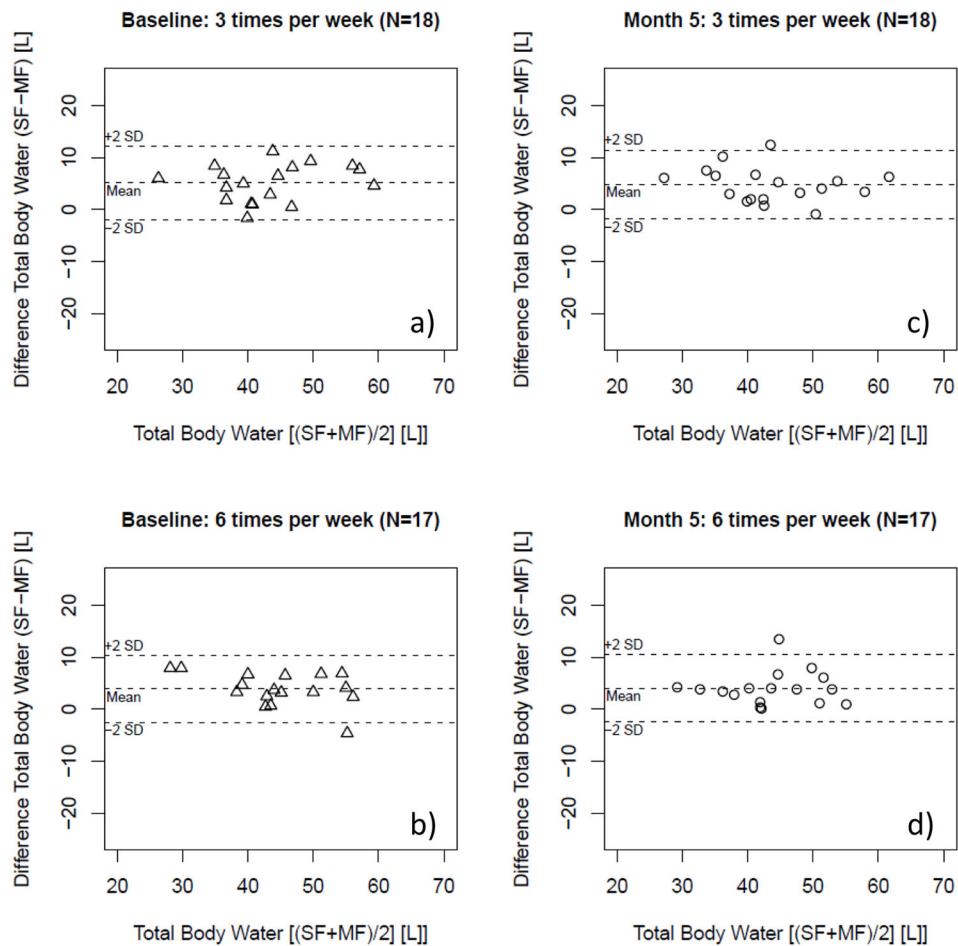 Baseline: 3 times per week (N=18)
Difference Total Body Water (SF−MF) [L]
20
10
0
−10
−20
+2 SD
Mean
−2 SD
a)
20 30 40 50 60 70
Total Body Water [(SF+MF)/2] [L]]
Month 5: 3 times per week (N=18)
Difference Total Body Water (SF−MF) [L]
20
10
0
−10
−20
+2 SD
Mean
−2 SD
c)
20 30 40 50 60 70
Total Body Water [(SF+MF)/2] [L]]
Baseline: 6 times per week (N=17)
Difference Total Body Water (SF−MF) [L]
20
10
0
−10
−20
+2 SD
Mean
−2 SD
b)
20 30 40 50 60 70
Total Body Water [(SF+MF)/2] [L]]
Month 5: 6 times per week (N=17)
Difference Total Body Water (SF−MF) [L]
20
10
0
−10
−20
+2 SD
Mean
−2 SD
d)
20 30 40 50 60 70
Total Body Water [(SF+MF)/2] [L]]